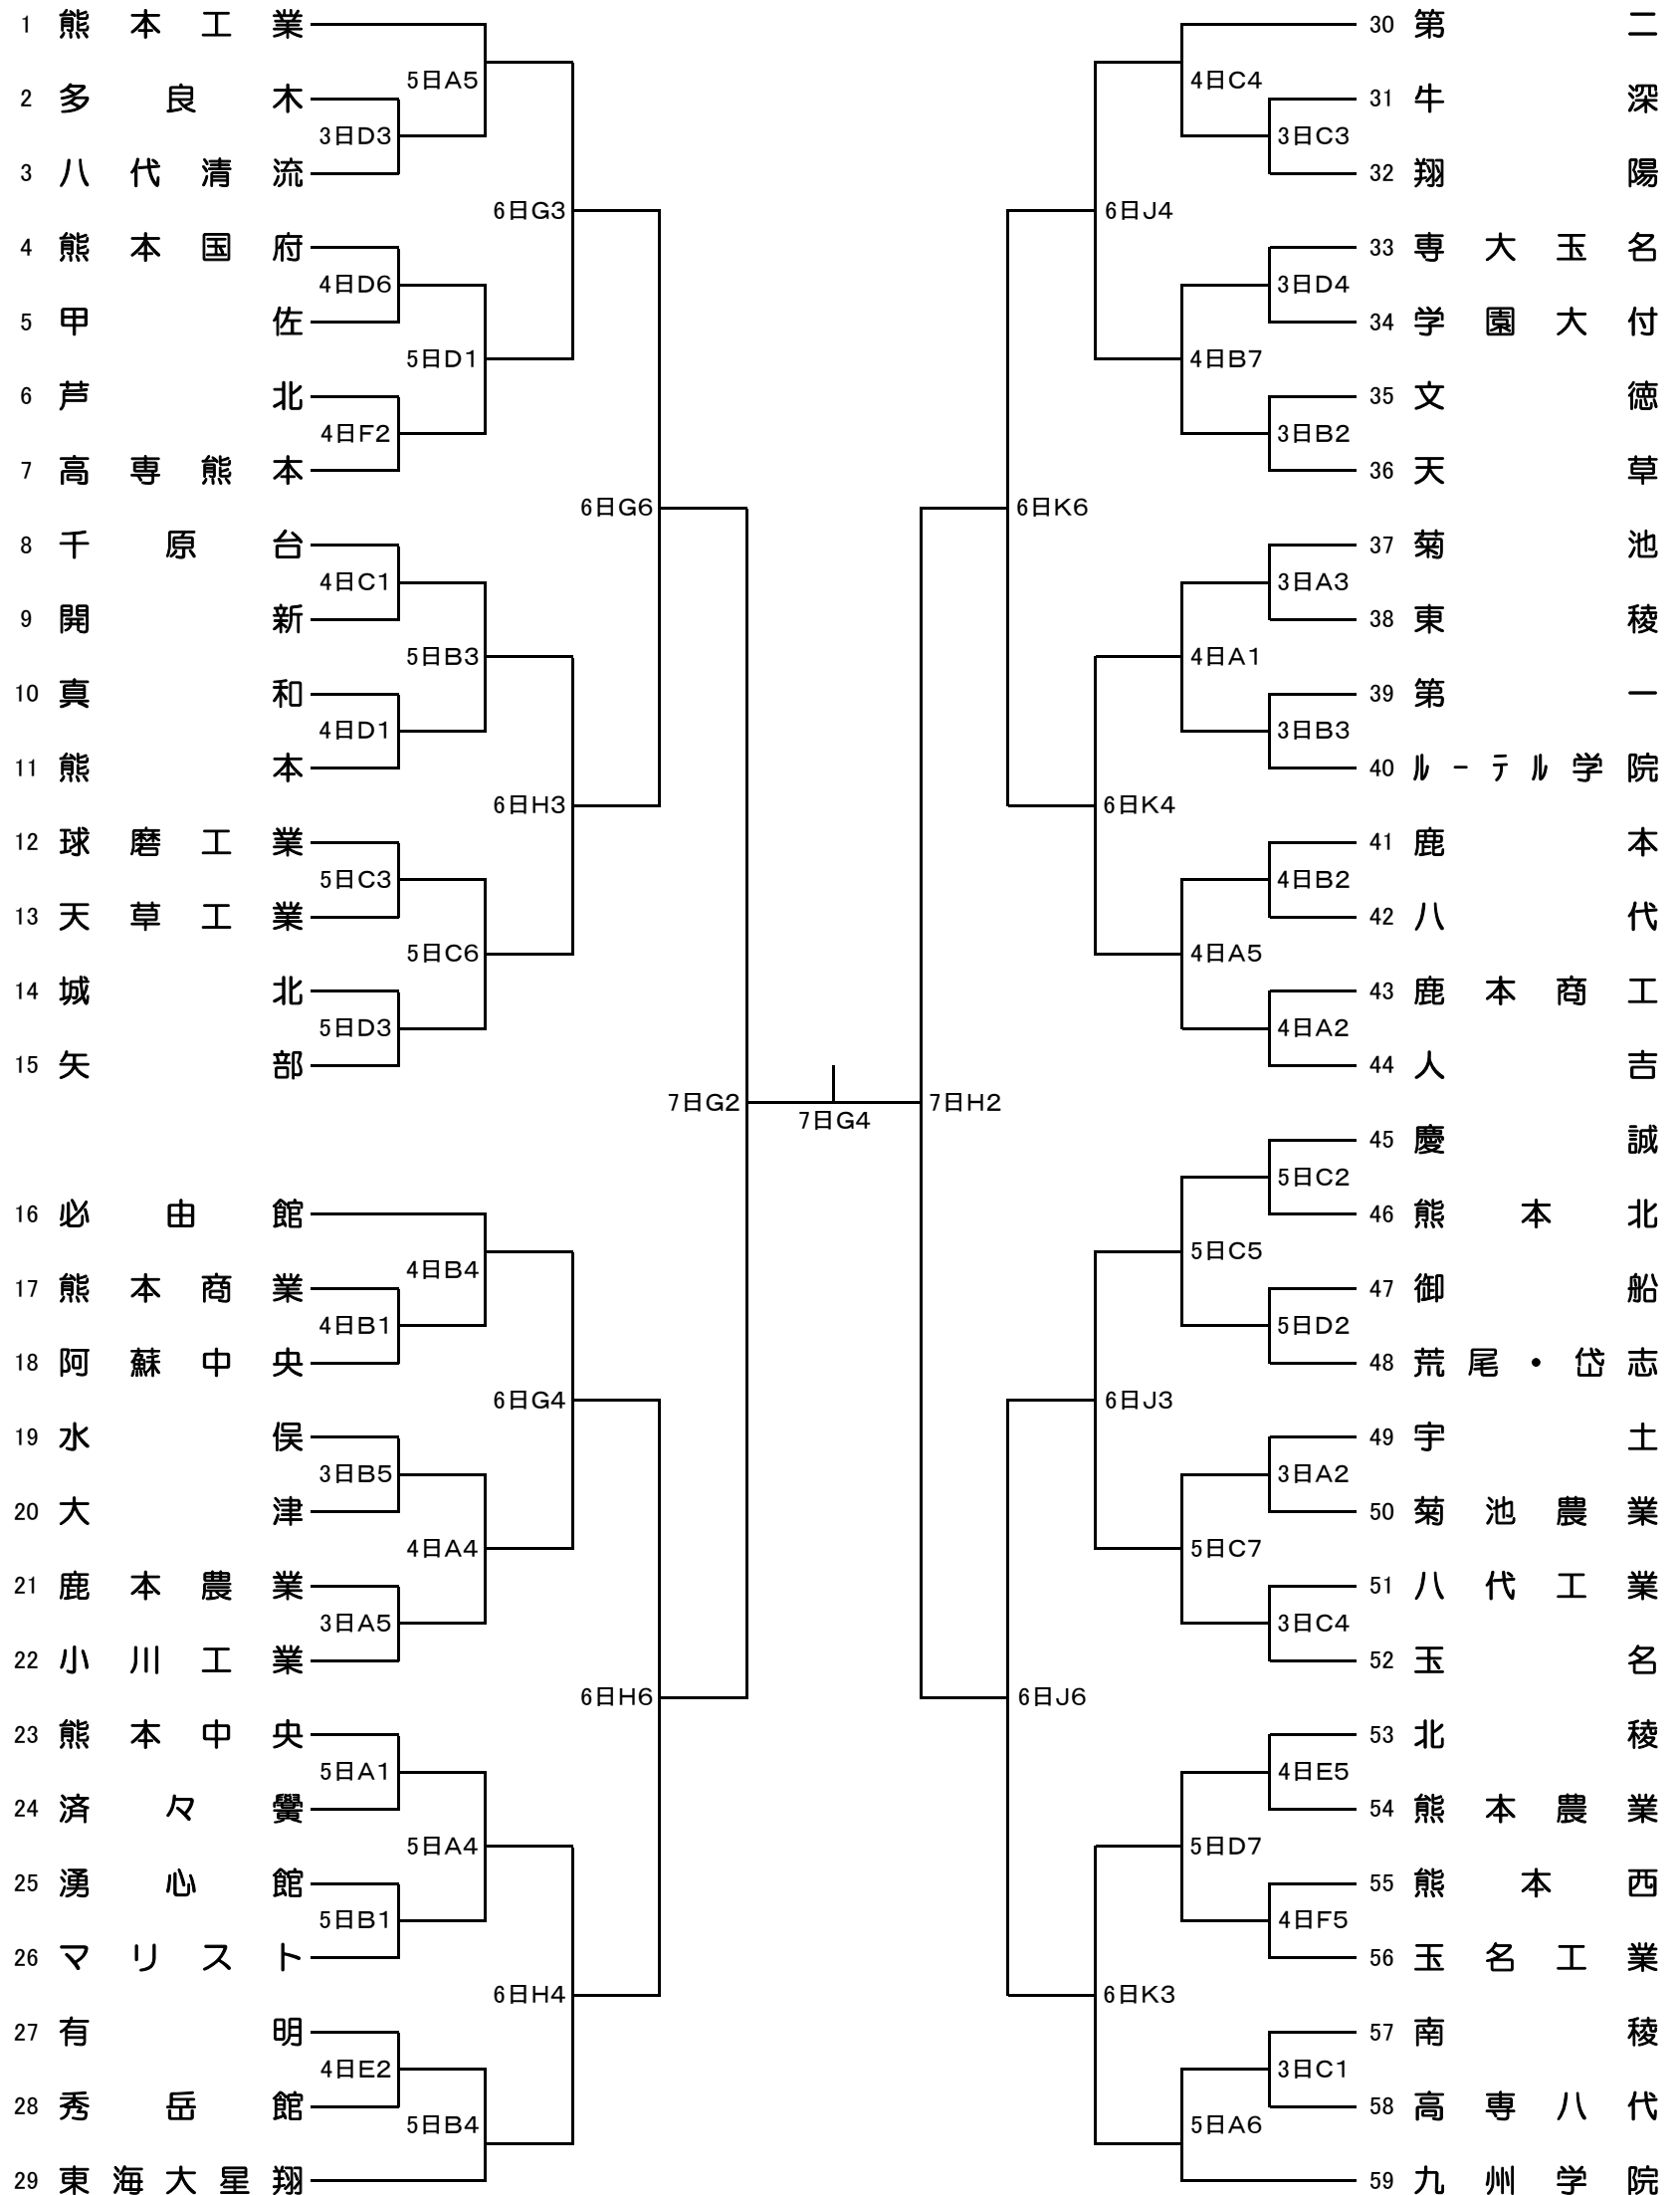 1 熊本工業
5日A5
2 多良木
3日D3
3 八代清流
6日G3
4 熊本国府
4日D6
5 甲佐
5日D1
6 芦北
4日F2
7 高専熊本
6日G6
8 千原台
4日C1
9 開新
5日B3
10 真和
4日D1
11 熊本
6日H3
12 球磨工業
5日C3
13 天草工業
5日C6
14 城北
5日D3
15 矢部
7日G2
16 必由館
4日B4
17 熊本商業
4日B1
18 阿蘇中央
6日G4
19 水俣
3日B5
20 大津
4日A4
21 鹿本農業
3日A5
22 小川工業
6日H6
23 熊本中央
5日A1
24 済々黌
5日A4
25 湧心館
5日B1
26 マリスト
6日H4
27 有明
4日E2
28 秀岳館
5日B4
29 東海大星翔
7日G4
30 第二
4日C4
31 牛深
3日C3
32 翔陽
6日J4
33 専大玉名
3日D4
34 学園大付
4日B7
35 文徳
3日B2
36 天草
6日K6
37 菊池
3日A3
38 東稜
4日A1
39 第一
3日B3
40 ﾙｰﾃﾙ学院
6日K4
41 鹿本
4日B2
42 八代
4日A5
43 鹿本商工
4日A2
44 人吉
7日H2
45 慶誠
5日C2
46 熊本北
5日C5
47 御船
5日D2
48 荒尾・岱志
6日J3
49 宇土
3日A2
50 菊池農業
5日C7
51 八代工業
3日C4
52 玉名
6日J6
53 北稜
4日E5
54 熊本農業
5日D7
55 熊本西
4日F5
56 玉名工業
6日K3
57 南稜
3日C1
58 高専八代
5日A6
59 九州学院